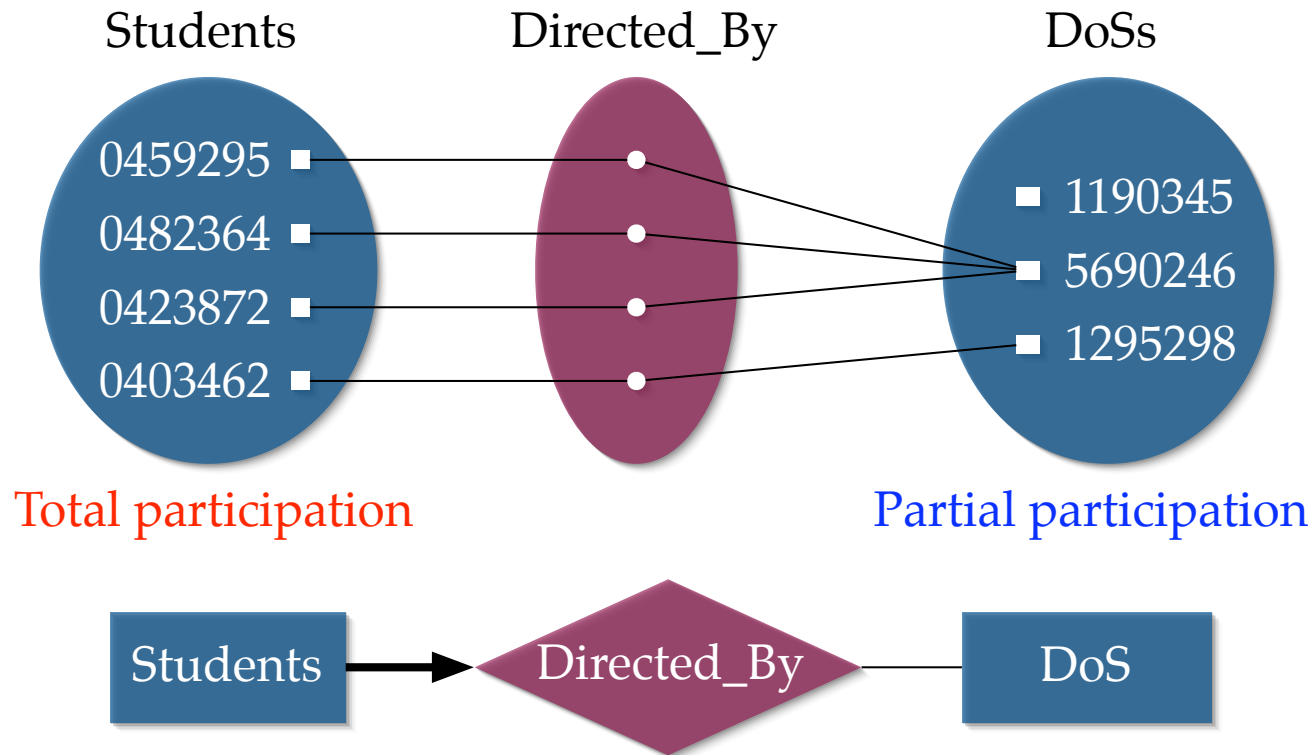 Students Directed_By DoSs
0459295
0482364
0423872
0403462
1190345
5690246
1295298
Total participation
Partial participation
Students Directed_By DoS